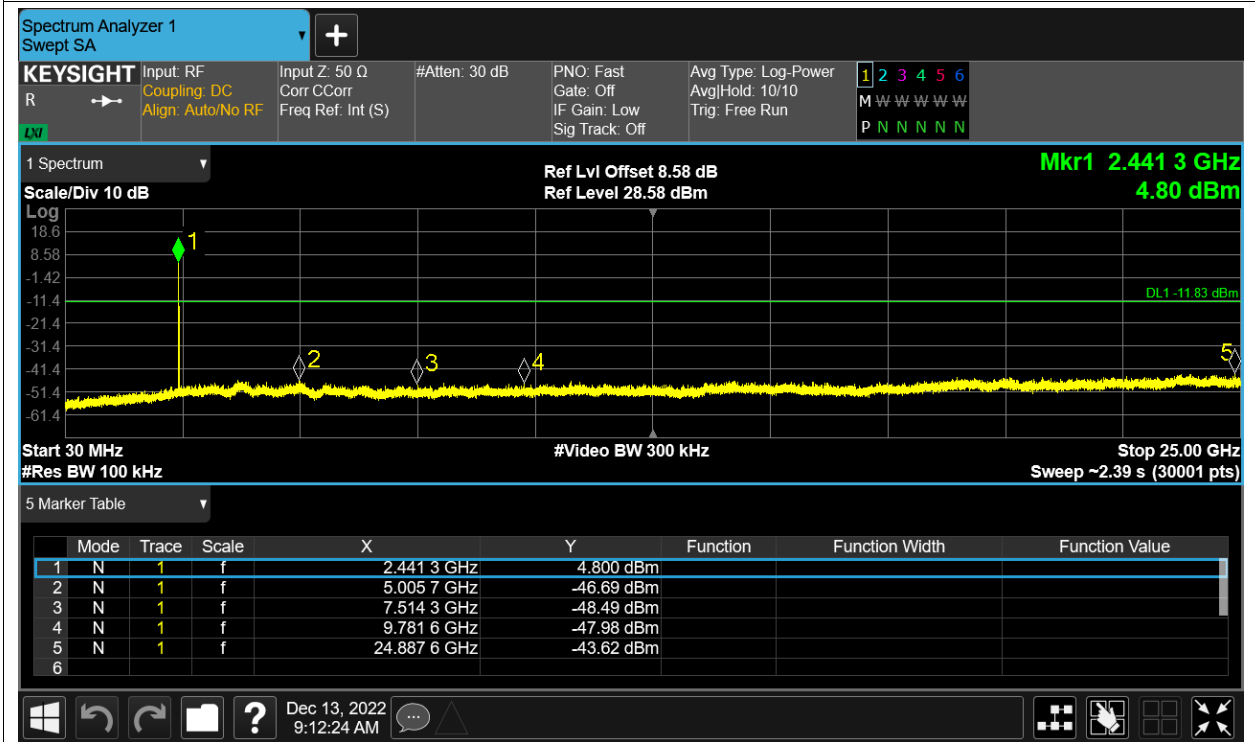 Spectrum Analyzer 1
Swept SA
KEYSIGHT
R
LXI
Input: RF
Coupling: DC
Align: Auto/No RF
Input Z: 50 Ω
Corr CCorr
Freq Ref: Int (S)
#Atten: 30 dB
PNO: Fast
Gate: Off
IF Gain: Low
Sig Track: Off
Avg Type: Log-Power
Avg|Hold: 10/10
Trig: Free Run
1 2 3 4 5 6
M W W W W W
P N N N N N
1 Spectrum
Scale/Div 10 dB
Ref Lvl Offset 8.58 dB
Ref Level 28.58 dBm
Mkr1 2.441 3 GHz
4.80 dBm
Log
18.6
8.58
-1.42
-11.4
-21.4
-31.4
-41.4
-51.4
-61.4
1
2
3
4
5
DL1 -11.83 dBm
Start 30 MHz
#Res BW 100 kHz
#Video BW 300 kHz
Stop 25.00 GHz
Sweep ~2.39 s (30001 pts)
5 Marker Table
Mode Trace Scale X Y Function Function Width Function Value
1 N 1 f 2.441 3 GHz 4.800 dBm
2 N 1 f 5.005 7 GHz -46.69 dBm
3 N 1 f 7.514 3 GHz -48.49 dBm
4 N 1 f 9.781 6 GHz -47.98 dBm
5 N 1 f 24.887 6 GHz -43.62 dBm
6
?
Dec 13, 2022
9:12:24 AM